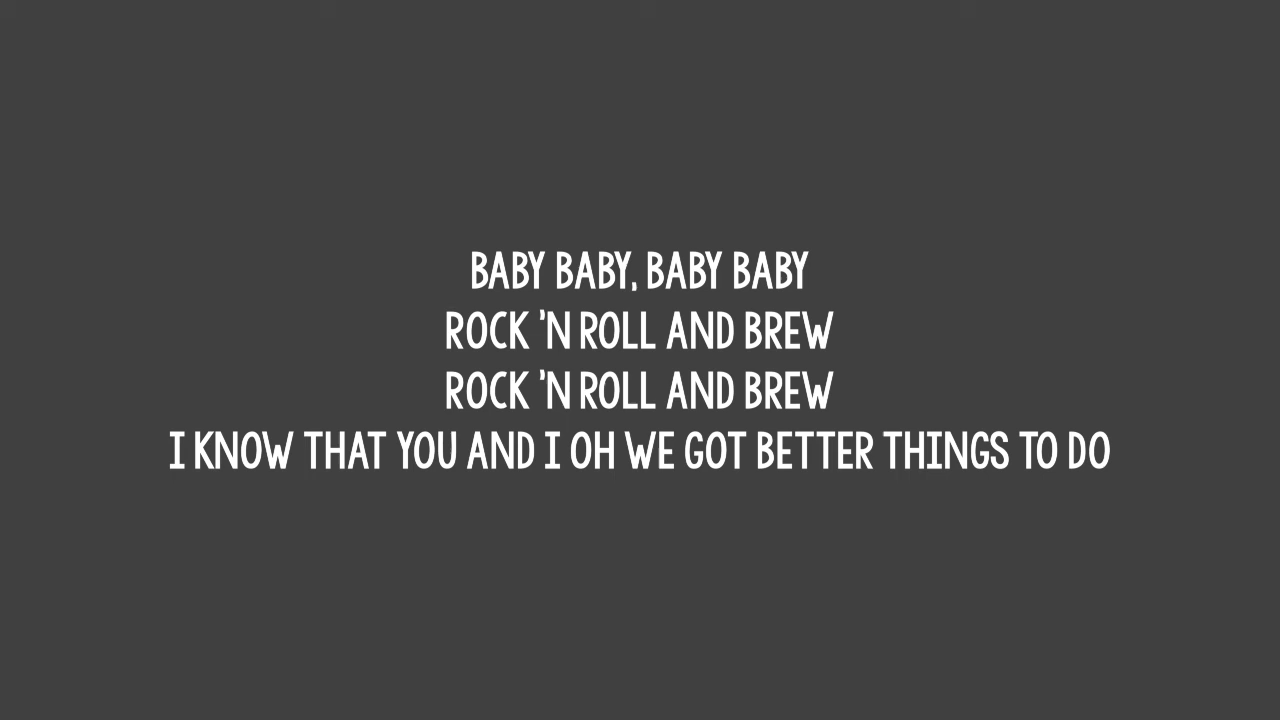 BABY BABY, BABY BABY
ROCK 'N ROLL AND BREW
ROCK 'N ROLL AND BREW
I KNOW THAT YOU AND I OH WE GOT BETTER THINGS TO DO